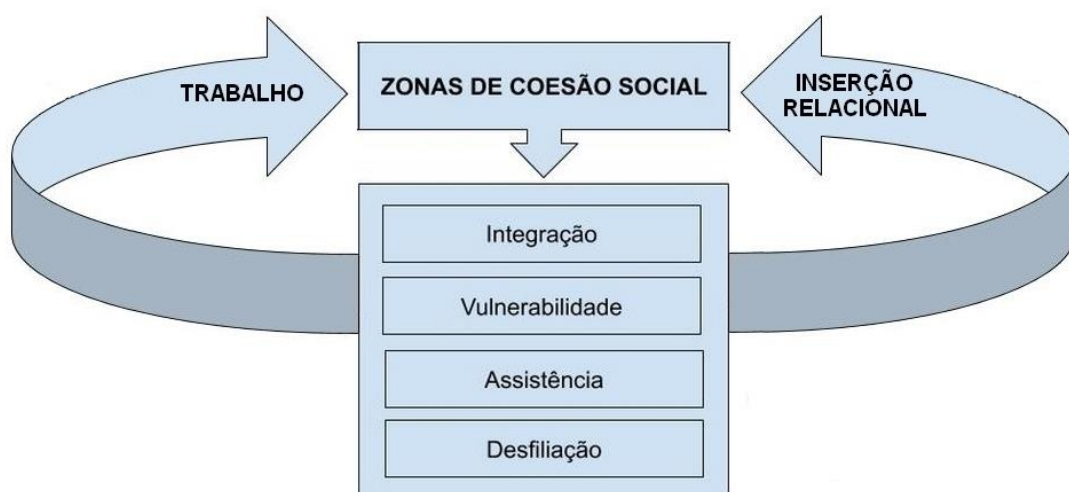 TRABALHO
ZONAS DE COESÃO SOCIAL
INSERÇÃO
RELACIONAL
Integração
Vulnerabilidade
Assistência
Desfiliação